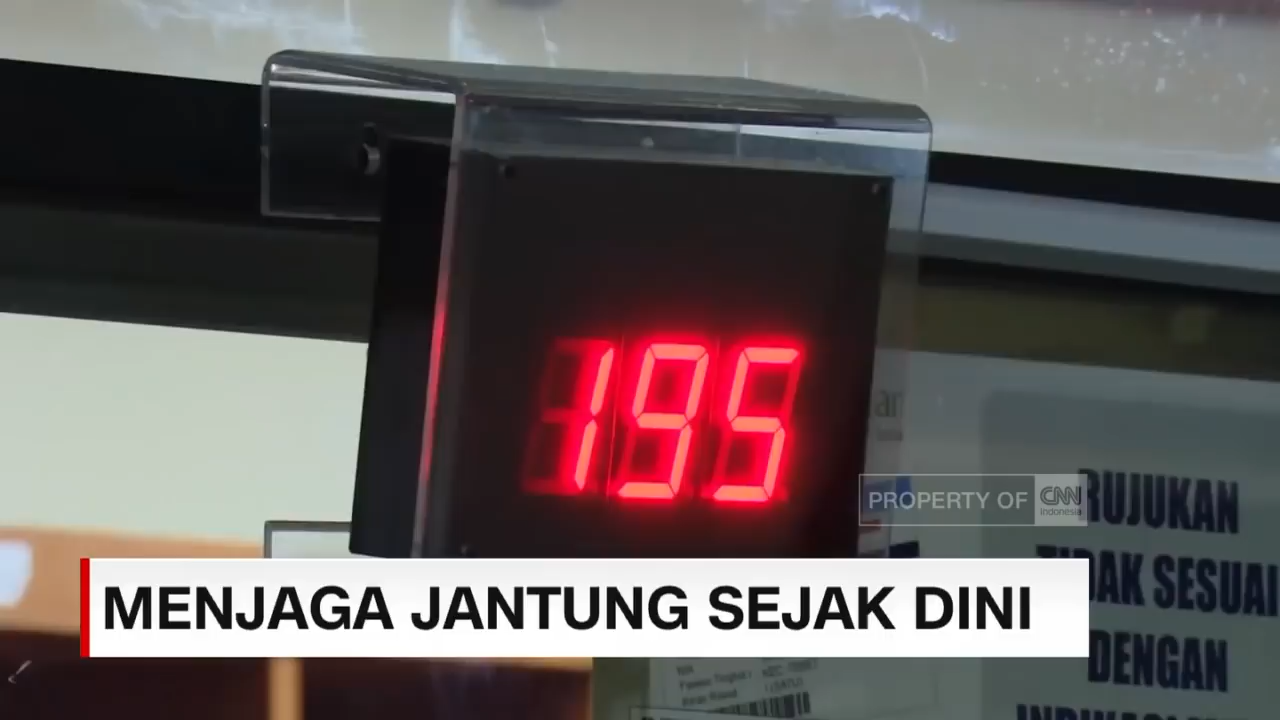 195
PROPERTY OF CNN Indonesia
RUJUKAN
TIDAK SESUAI
DENGAN
MENJAGA JANTUNG SEJAK DINI